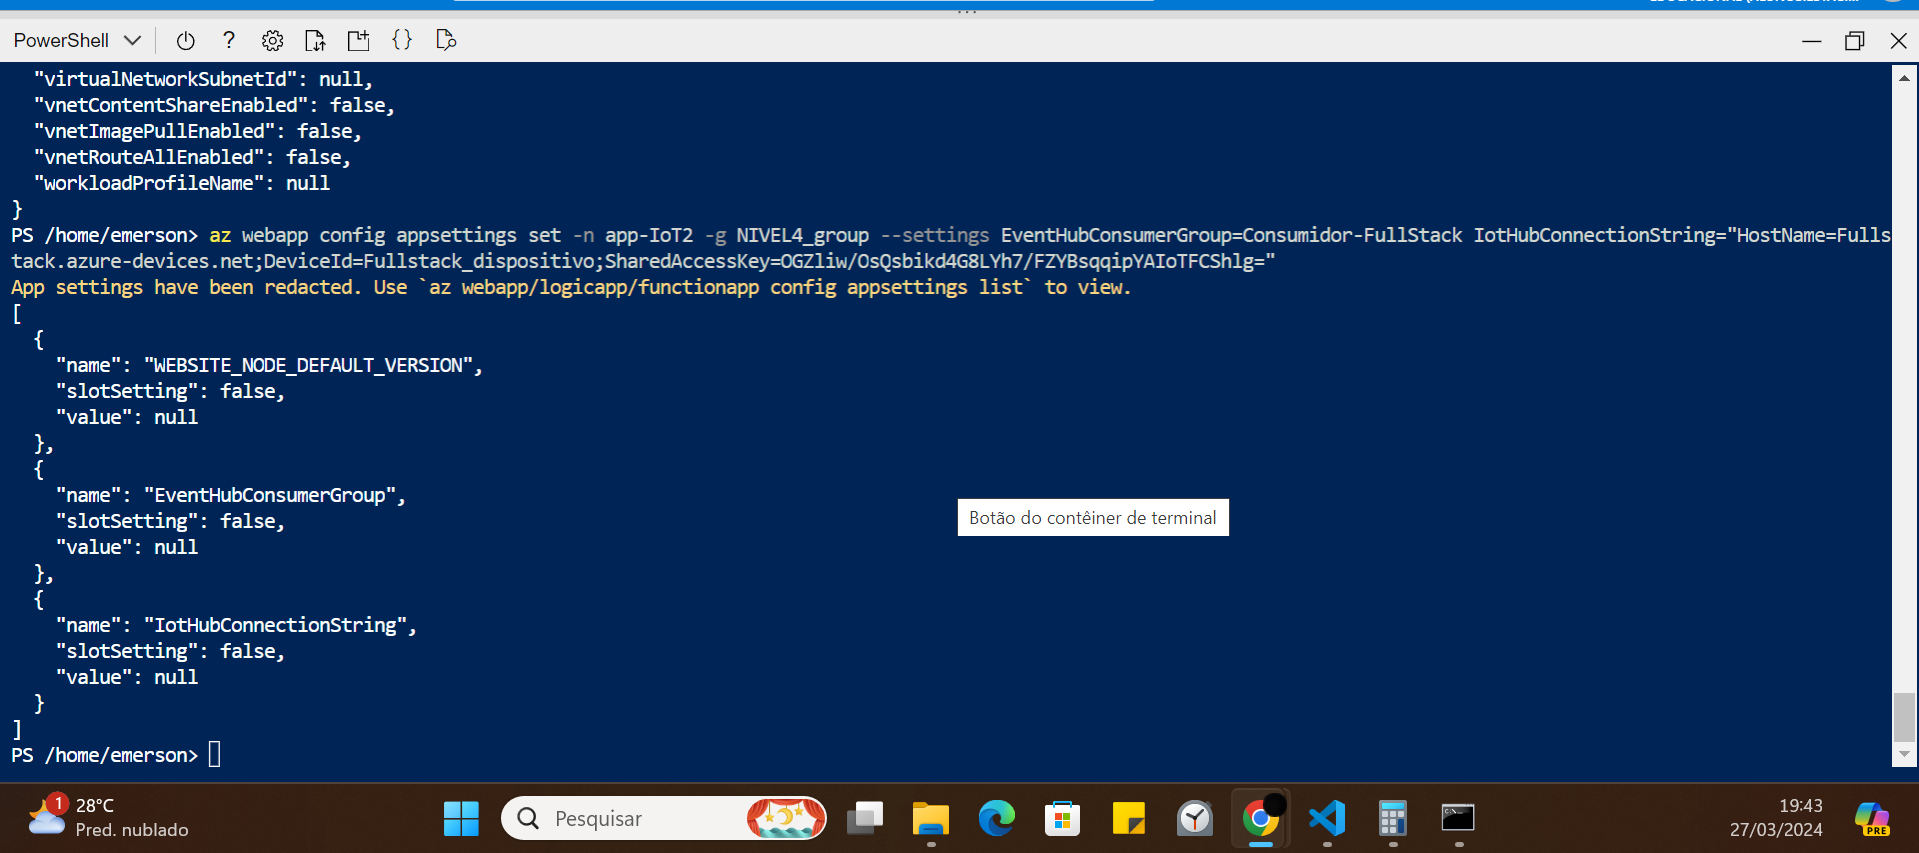 PowerShell
"virtualNetworkSubnetId": null,
"vnetContentShareEnabled": false,
"vnetImagePullEnabled": false,
"vnetRouteAllEnabled": false,
"workloadProfileName": null
}
PS /home/emerson> az webapp config appsettings set -n app-IoT2 -g NIVEL4_group --settings EventHubConsumerGroup=Consumidor-FullStack IotHubConnectionString="HostName=Fulls
tack.azure-devices.net;DeviceId=Fullstack_dispositivo;SharedAccessKey=OGZliw/OsQsbikd4G8LYh7/FZYBsqqipYAIoTFCShlg="
App settings have been redacted. Use `az webapp/logicapp/functionapp config appsettings list` to view.
[
{
"name": "WEBSITE_NODE_DEFAULT_VERSION",
"slotSetting": false,
"value": null
},
{
"name": "EventHubConsumerGroup",
"slotSetting": false,
"value": null
},
{
"name": "IotHubConnectionString",
"slotSetting": false,
"value": null
}
]
PS /home/emerson>
Botão do contêiner de terminal
1
28°C
Pred. nublado
Pesquisar
19:43
27/03/2024
PRE